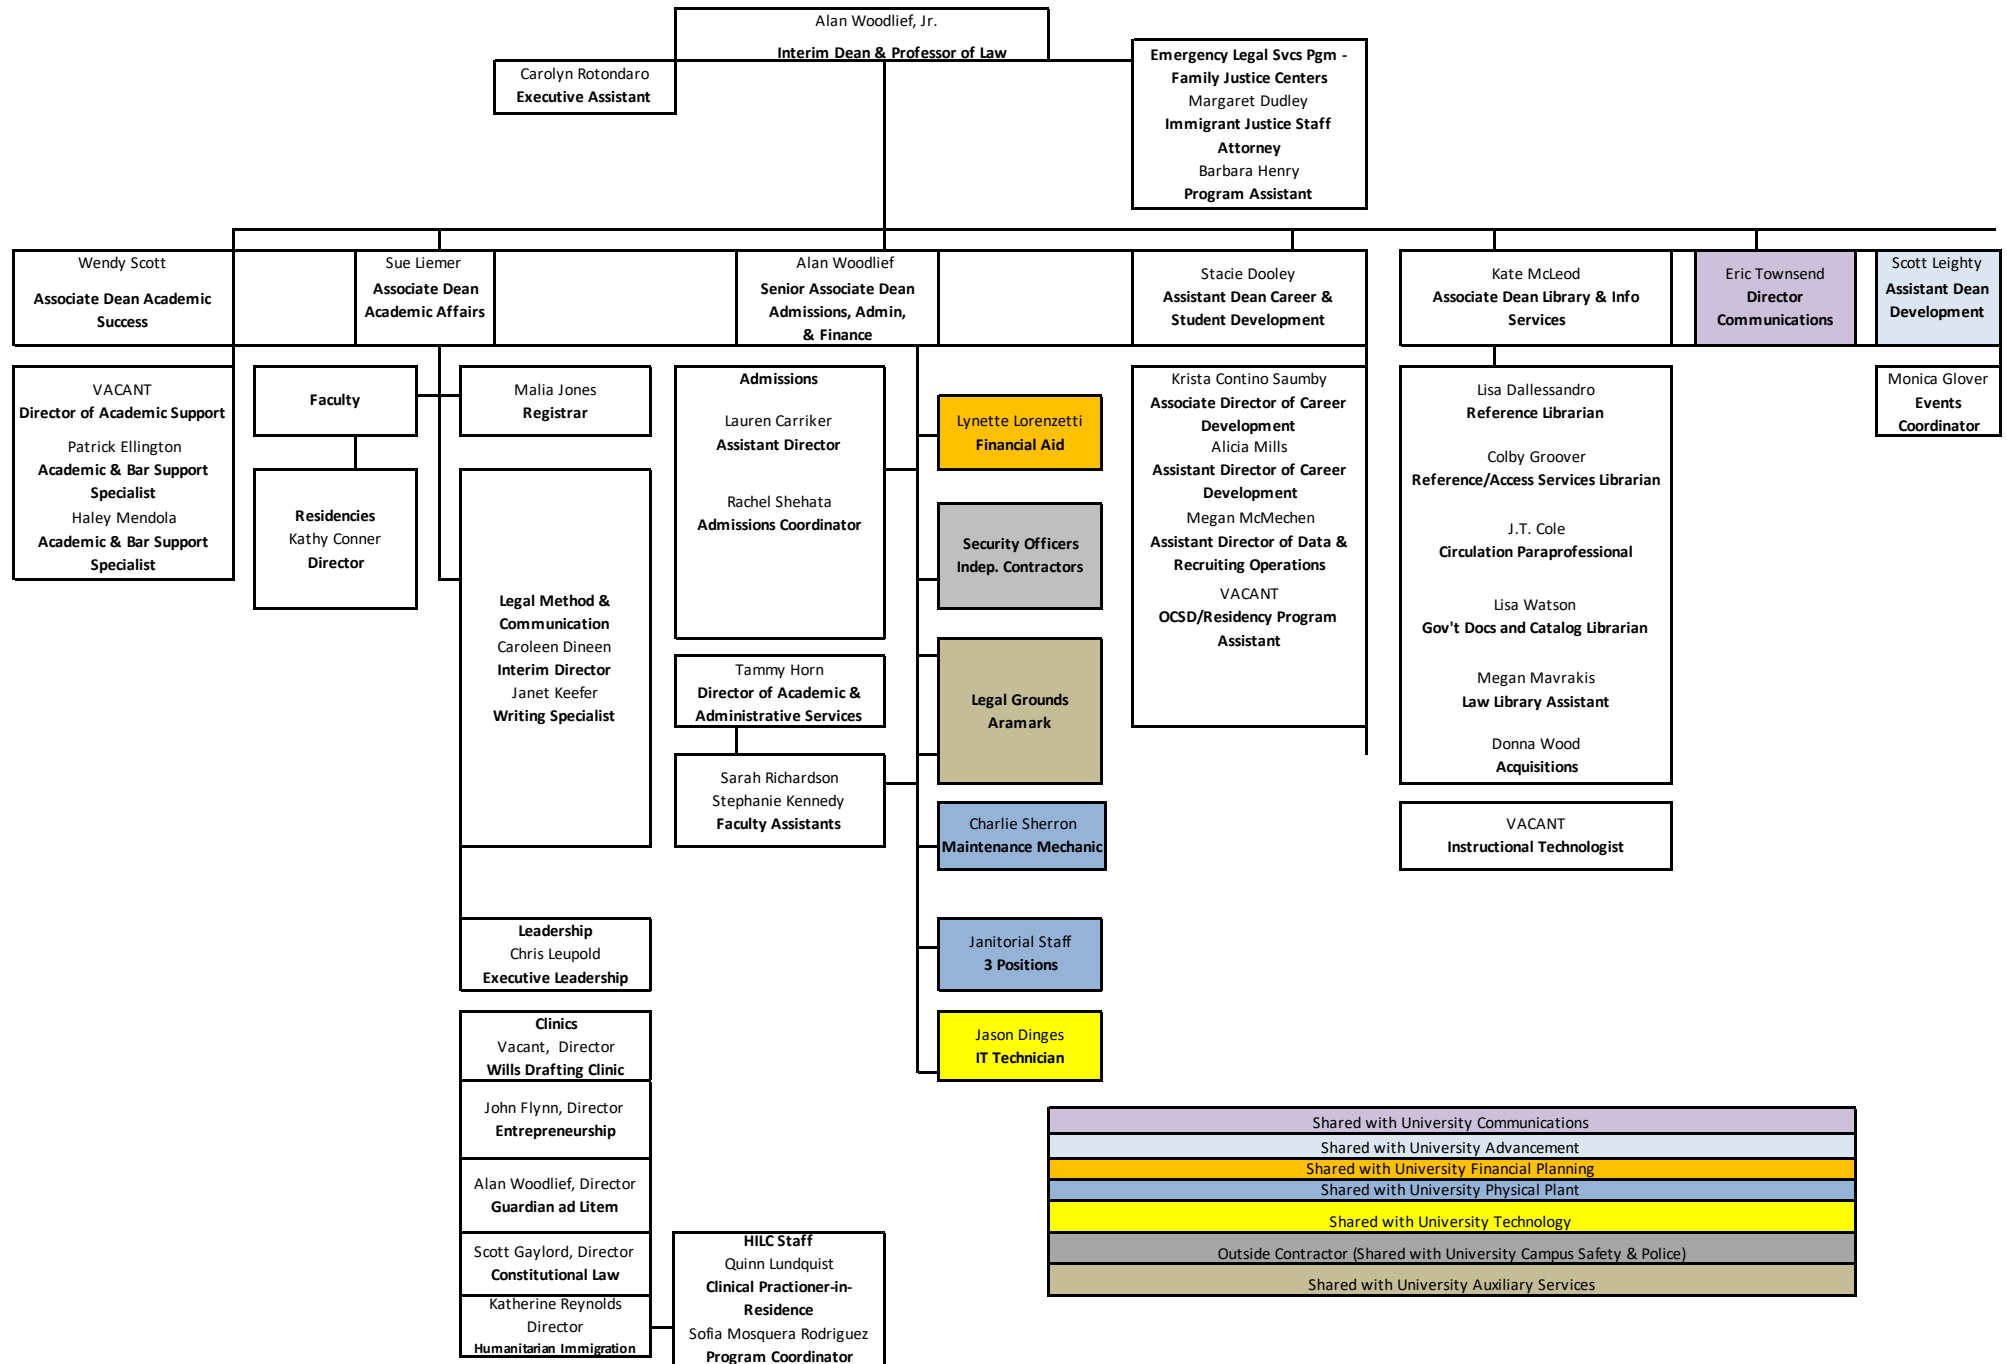 Alan Woodlief, Jr.
Interim Dean & Professor of Law
Carolyn Rotondaro
Executive Assistant
Emergency Legal Svcs Pgm -
Family Justice Centers
Margaret Dudley
Immigrant Justice Staff
Attorney
Barbara Henry
Program Assistant
Wendy Scott
Associate Dean Academic
Success
Sue Liemer
Associate Dean
Academic Affairs
Alan Woodlief
Senior Associate Dean
Admissions, Admin,
& Finance
Stacie Dooley
Assistant Dean Career &
Student Development
Kate McLeod
Associate Dean Library & Info
Services
Eric Townsend
Director
Communications
Scott Leighty
Assistant Dean
Development
VACANT
Director of Academic Support
Patrick Ellington
Academic & Bar Support
Specialist
Haley Mendola
Academic & Bar Support
Specialist
Faculty
Residencies
Kathy Conner
Director
Malia Jones
Registrar
Legal Method &
Communication
Caroleen Dineen
Interim Director
Janet Keefer
Writing Specialist
Leadership
Chris Leupold
Executive Leadership
Clinics
Vacant, Director
Wills Drafting Clinic
John Flynn, Director
Entrepreneurship
Alan Woodlief, Director
Guardian ad Litem
Scott Gaylord, Director
Constitutional Law
Katherine Reynolds
Director
Humanitarian Immigration
HILC Staff
Quinn Lundquist
Clinical Practioner-in-
Residence
Sofia Mosquera Rodriguez
Program Coordinator
Admissions
Lauren Carriker
Assistant Director
Rachel Shehata
Admissions Coordinator
Tammy Horn
Director of Academic &
Administrative Services
Sarah Richardson
Stephanie Kennedy
Faculty Assistants
Lynette Lorenzetti
Financial Aid
Security Officers
Indep. Contractors
Legal Grounds
Aramark
Charlie Sherron
Maintenance Mechanic
Janitorial Staff
3 Positions
Jason Dinges
IT Technician
Krista Contino Saumby
Associate Director of Career
Development
Alicia Mills
Assistant Director of Career
Development
Megan McMechen
Assistant Director of Data &
Recruiting Operations
VACANT
OCSD/Residency Program
Assistant
Lisa Dallessandro
Reference Librarian
Colby Groover
Reference/Access Services Librarian
J.T. Cole
Circulation Paraprofessional
Lisa Watson
Gov't Docs and Catalog Librarian
Megan Mavrakis
Law Library Assistant
Donna Wood
Acquisitions
VACANT
Instructional Technologist
Monica Glover
Events
Coordinator
Shared with University Communications
Shared with University Advancement
Shared with University Financial Planning
Shared with University Physical Plant
Shared with University Technology
Outside Contractor (Shared with University Campus Safety & Police)
Shared with University Auxiliary Services